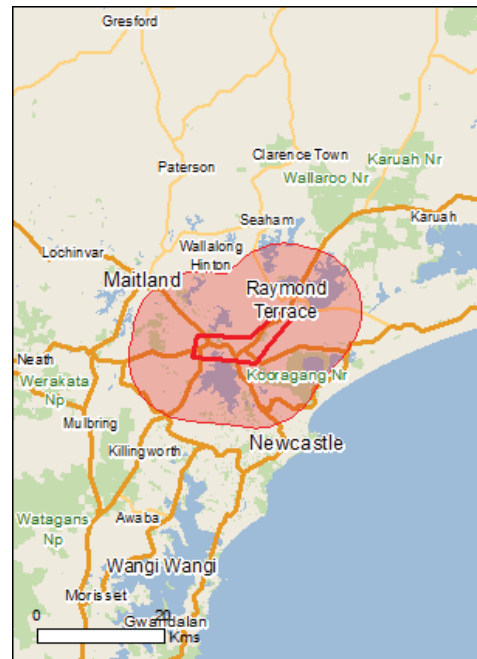 Gresford
Clarence Town
Karuah Nr
Paterson
Wallaroo Nr
Seaham
Karuah
Wallalong
Lochinvar
Hinton
Maitland
Raymond
Terrace
Neath
Kooragang Nr
Werakata
Np
Mulbring
Newcastle
Killingworth
Watagans
Np
Awaba
Wangi Wangi
Morisset
0 20
Gwandalan
Kms